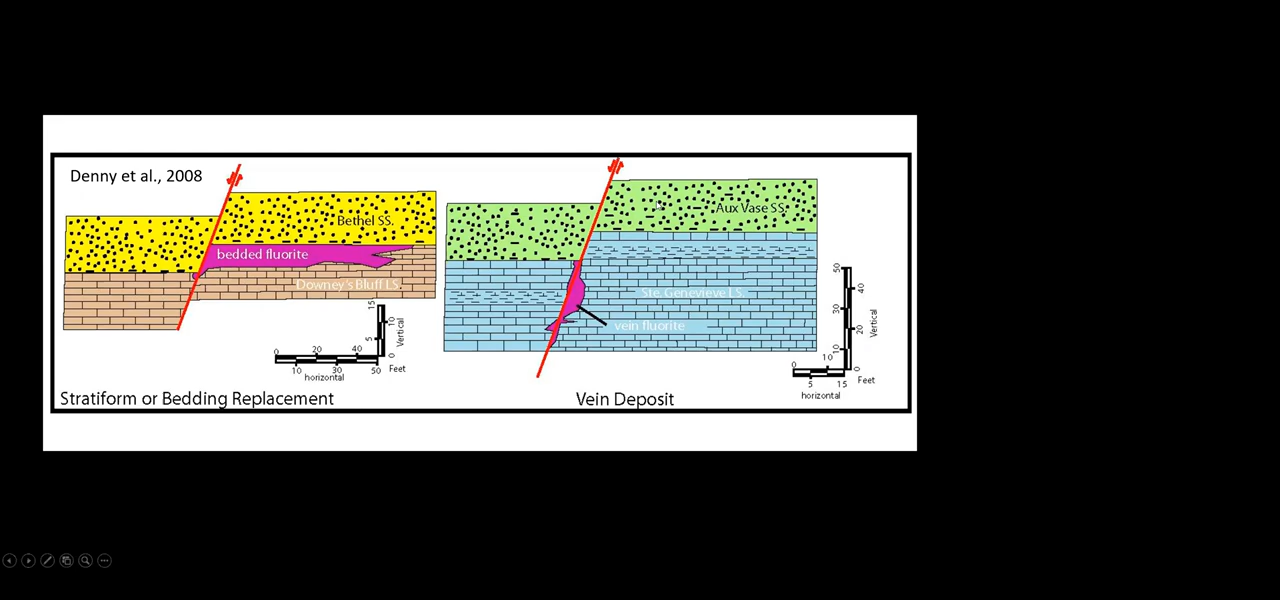 Denny et al., 2008
Bethel SS.
bedded fluorite
Downey's Bluff LS.
15
10
5
0
Vertical
Feet
0 20 40
10 30 50
horizontal
Stratiform or Bedding Replacement
Aux Vase SS.
Ste. Genevieve LS.
vein fluorite
50
40
30
20
10
0
Vertical
Feet
0 10
5 15
horizontal
Vein Deposit